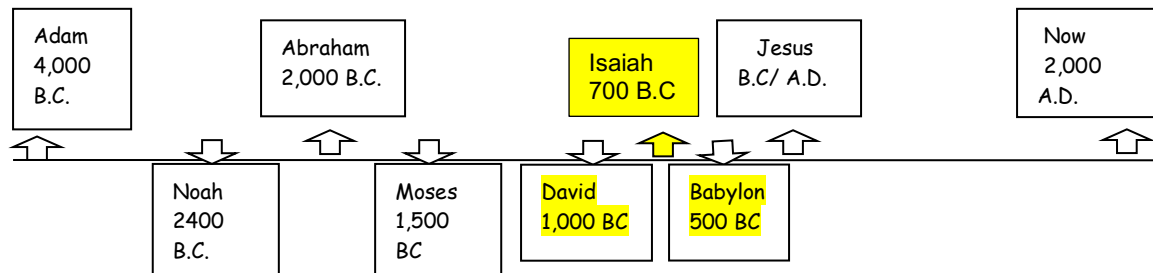 Adam
4,000
B.C.
Abraham
2,000 B.C.
Isaiah
700 B.C
Jesus
B.C/ A.D.
Now
2,000
A.D.
Noah
2400
B.C.
Moses
1,500
BC
David
1,000 BC
Babylon
500 BC